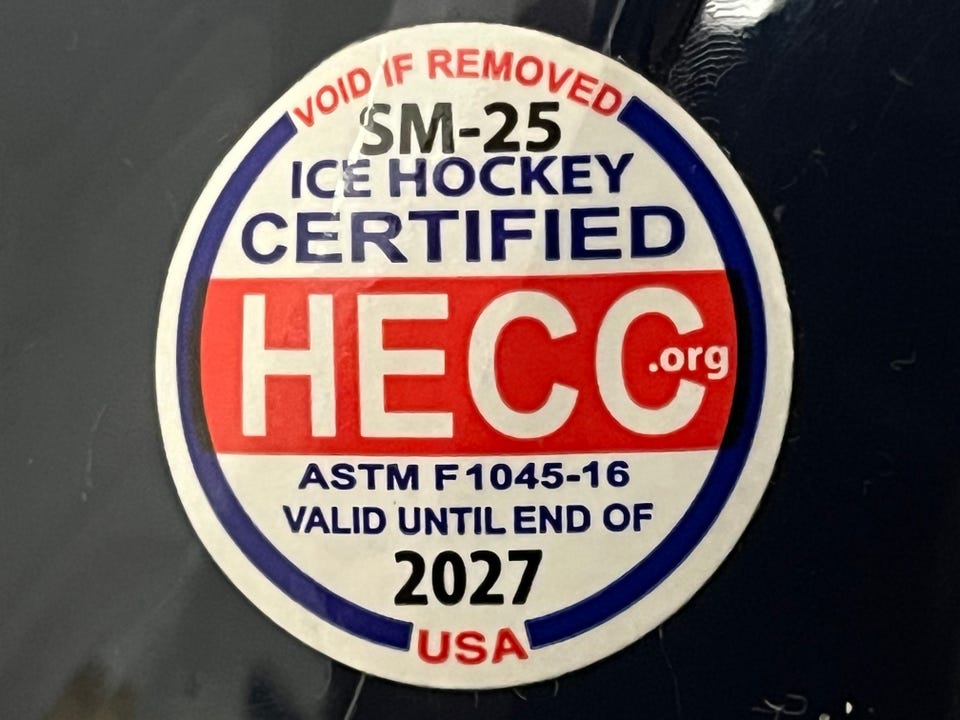 VOID IF REMOVED
SM-25
ICE HOCKEY
CERTIFIED
HECC
.org
ASTM F1045-16
VALID UNTIL END OF
2027
USA